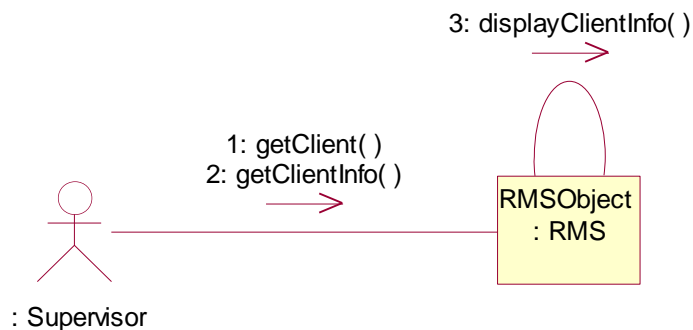 3: displayClientInfo( )
1: getClient( )
2: getClientInfo( )
RMSObject
: RMS
: Supervisor